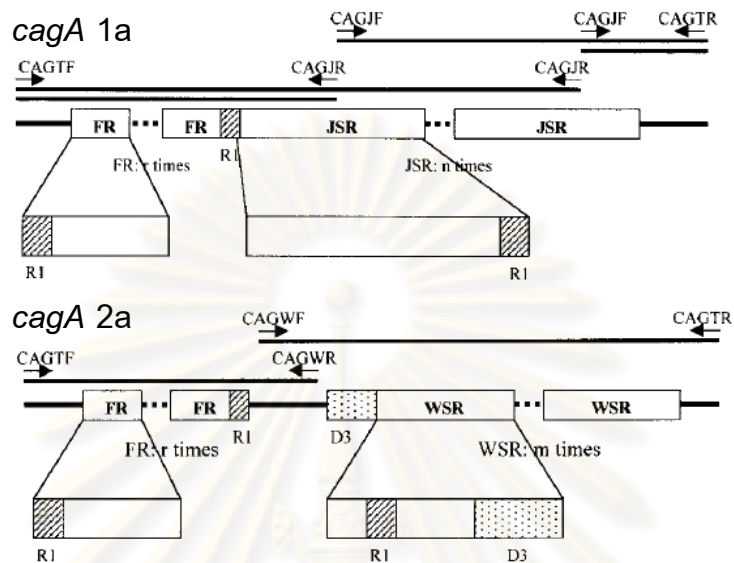 cagA 1a
CAGJF CAGJF CAGTR
CAGTF CAGJR CAGJR
FR FR JSR JSR
R1
FR: r times JSR: n times
R1 R1
cagA 2a
CAGWF CAGTR
CAGTF CAGWR
FR FR WSR WSR
R1 D3
FR: r times WSR: m times
R1 R1 D3